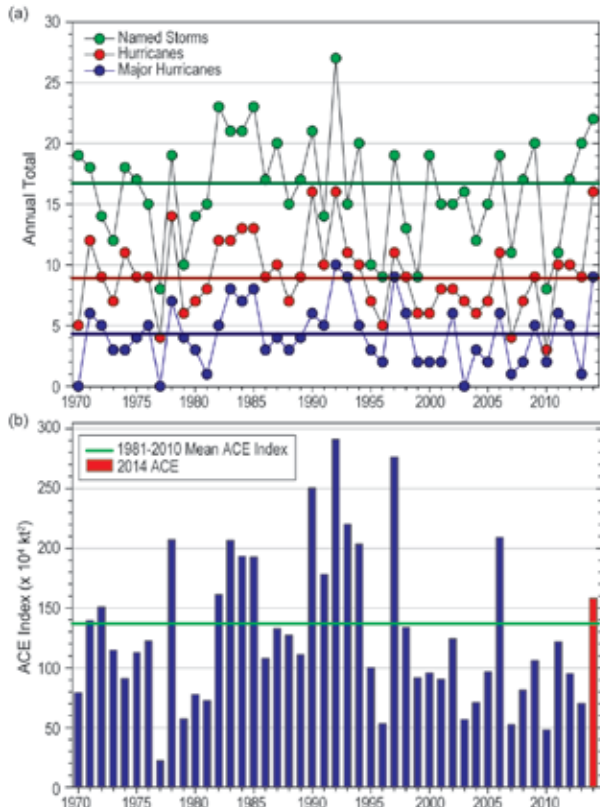 (a)
30
Named Storms
Hurricanes
Major Hurricanes
25
20
15
10
5
0
Annual Total
1970 1975 1980 1985 1990 1995 2000 2005 2010
(b)
300
1981-2010 Mean ACE Index
2014 ACE
250
200
150
100
50
0
ACE Index (x 10⁴ kt²)
1970 1975 1980 1985 1990 1995 2000 2005 2010